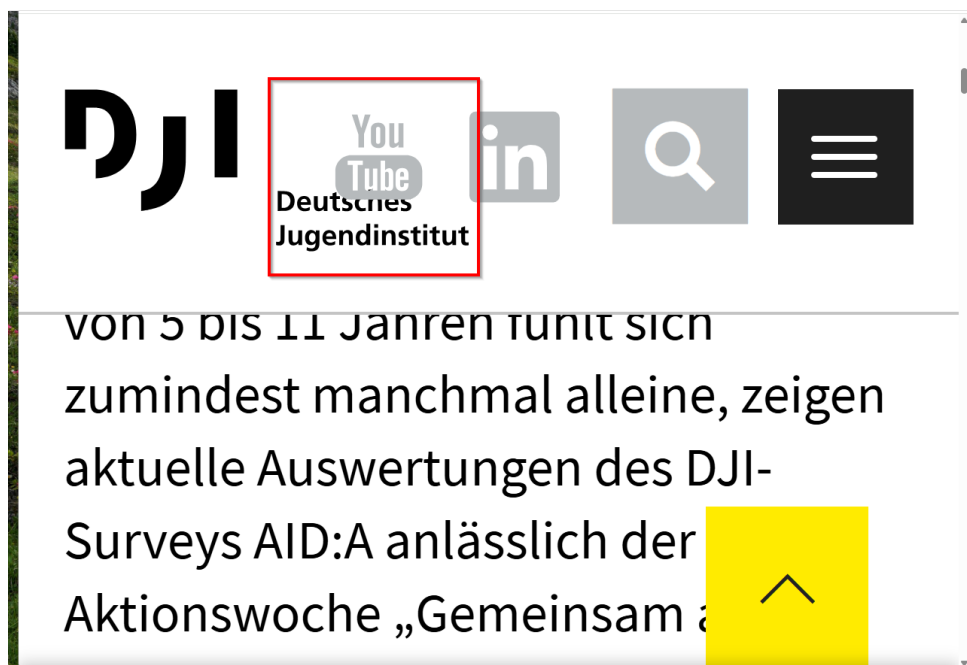 DJI
You
Tube
in
Deutsches
Jugendinstitut
von 5 bis 11 Jahren fühlt sich
zumindest manchmal alleine, zeigen
aktuelle Auswertungen des DJI-
Surveys AID:A anlässlich der
Aktionswoche „Gemeinsam